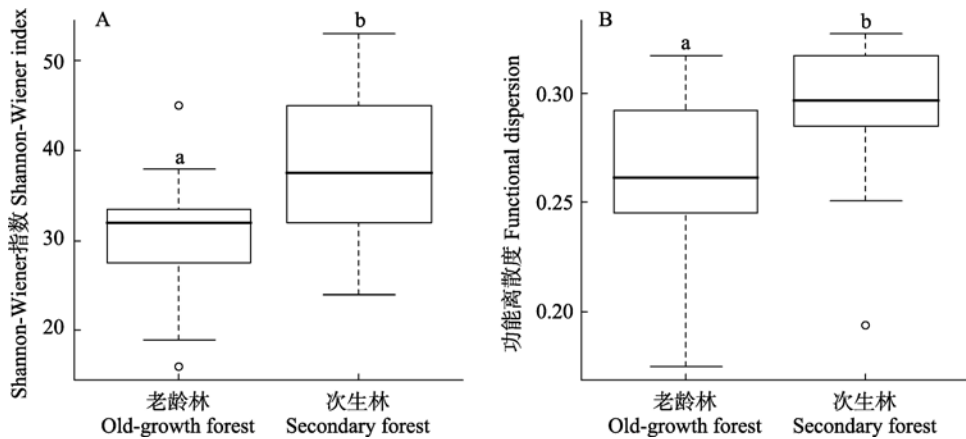 A
Shannon-Wiener指数 Shannon-Wiener index
50
40
30
20
a
b
老龄林
Old-growth forest
次生林
Secondary forest
B
功能离散度 Functional dispersion
0.30
0.25
0.20
a
b
老龄林
Old-growth forest
次生林
Secondary forest